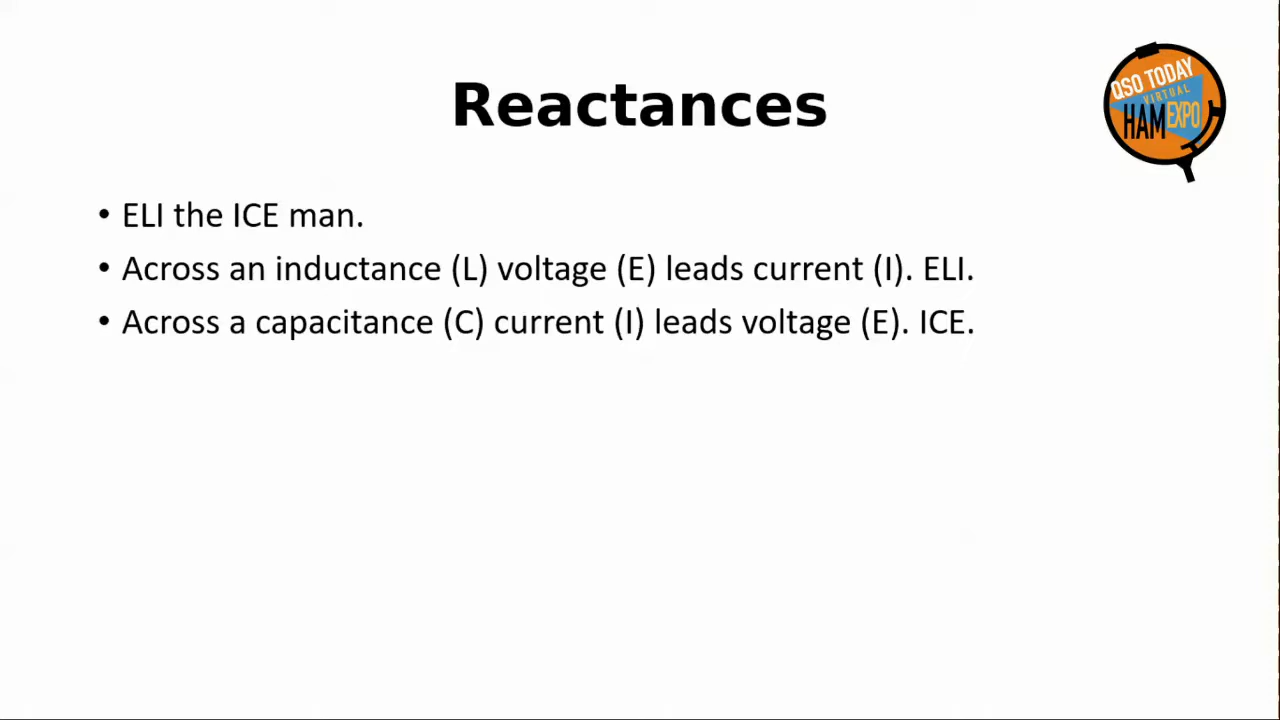 Reactances
QSO TODAY
VIRTUAL
HAM EXPO
• ELI the ICE man.
• Across an inductance (L) voltage (E) leads current (I). ELI.
• Across a capacitance (C) current (I) leads voltage (E). ICE.